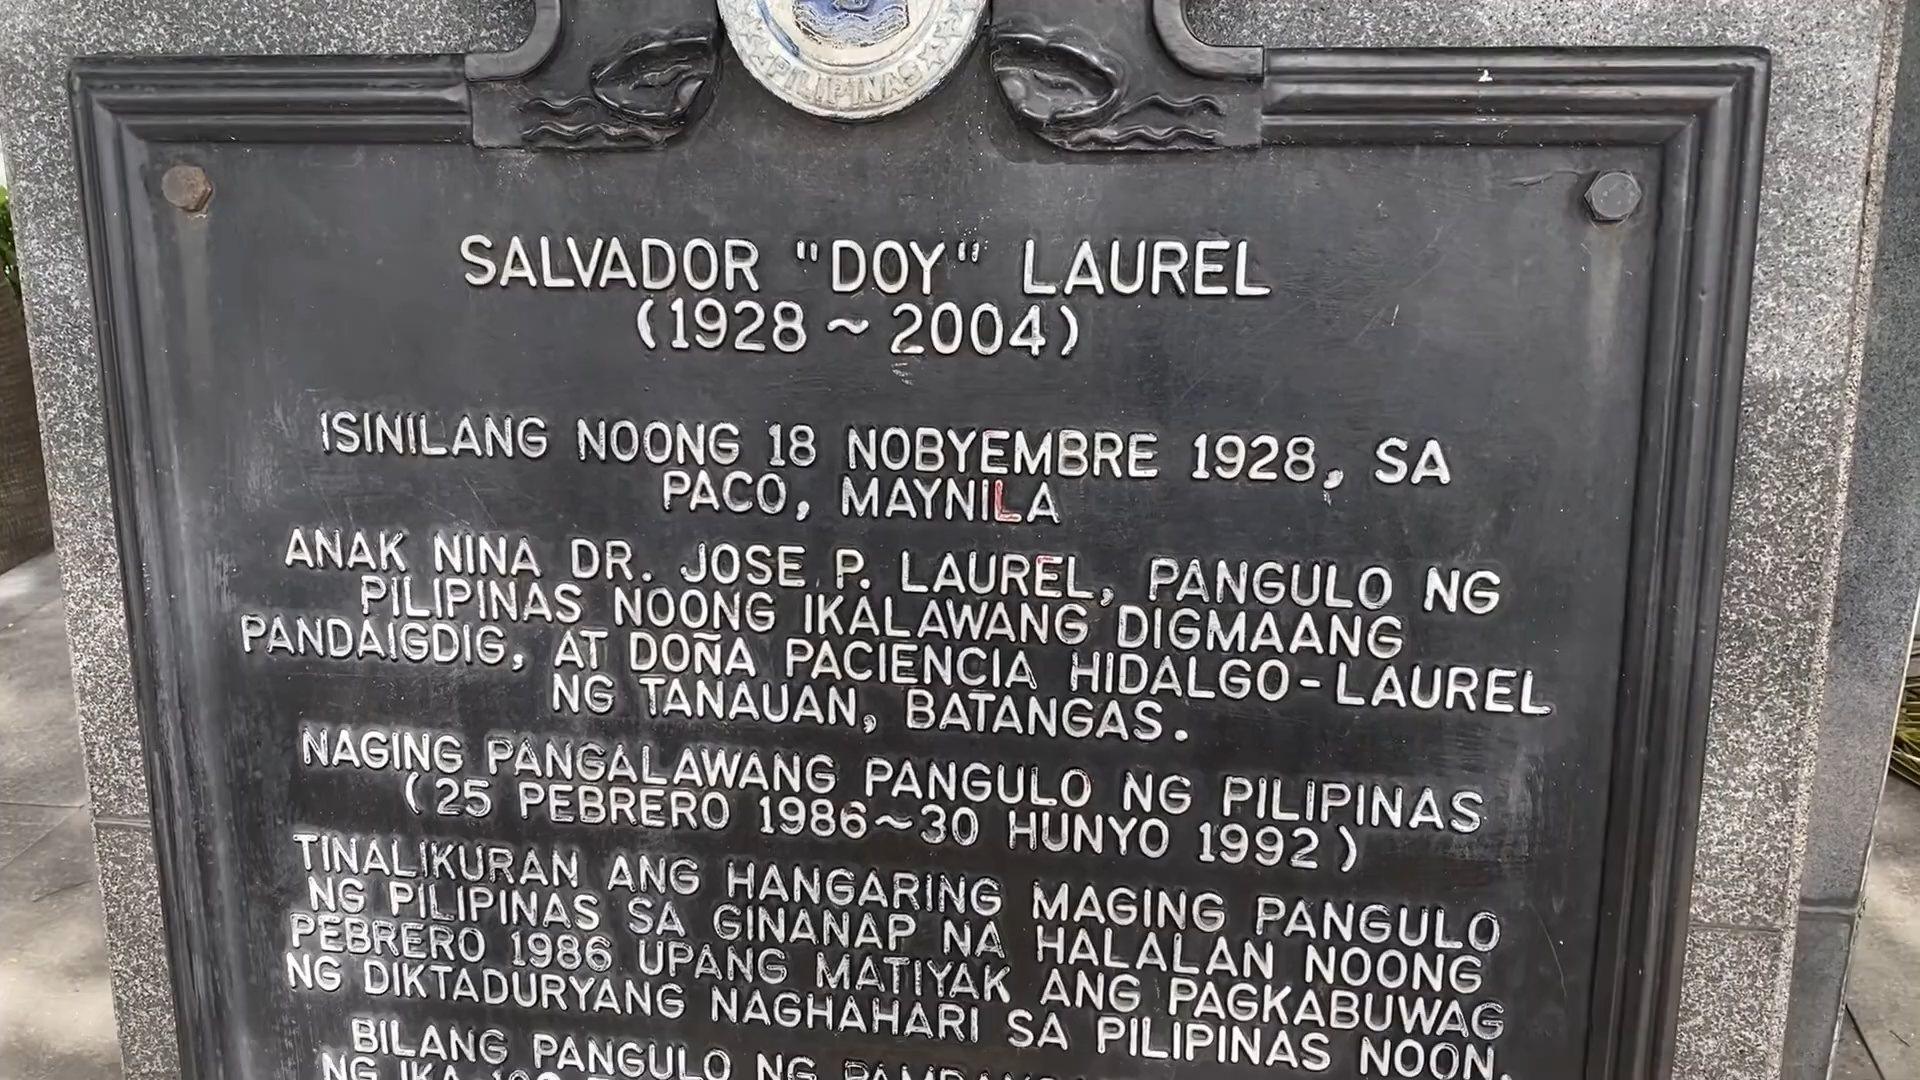 PILIPINAS
SALVADOR "DOY" LAUREL
(1928 ~ 2004)
ISINILANG NOONG 18 NOBYEMBRE 1928, SA
PACO, MAYNILA
ANAK NINA DR. JOSE P. LAUREL, PANGULO NG
PILIPINAS NOONG IKALAWANG DIGMAANG
PANDAIGDIG, AT DOÑA PACIENCIA HIDALGO-LAUREL
NG TANAUAN, BATANGAS.
NAGING PANGALAWANG PANGULO NG PILIPINAS
(25 PEBRERO 1986~30 HUNYO 1992)
TINALIKURAN ANG HANGARING MAGING PANGULO
NG PILIPINAS SA GINANAP NA HALALAN NOONG
PEBRERO 1986 UPANG MATIYAK ANG PAGKABUWAG
NG DIKTADURYANG NAGHAHARI SA PILIPINAS NOON.
BILANG PANGULO NG
NG IKA